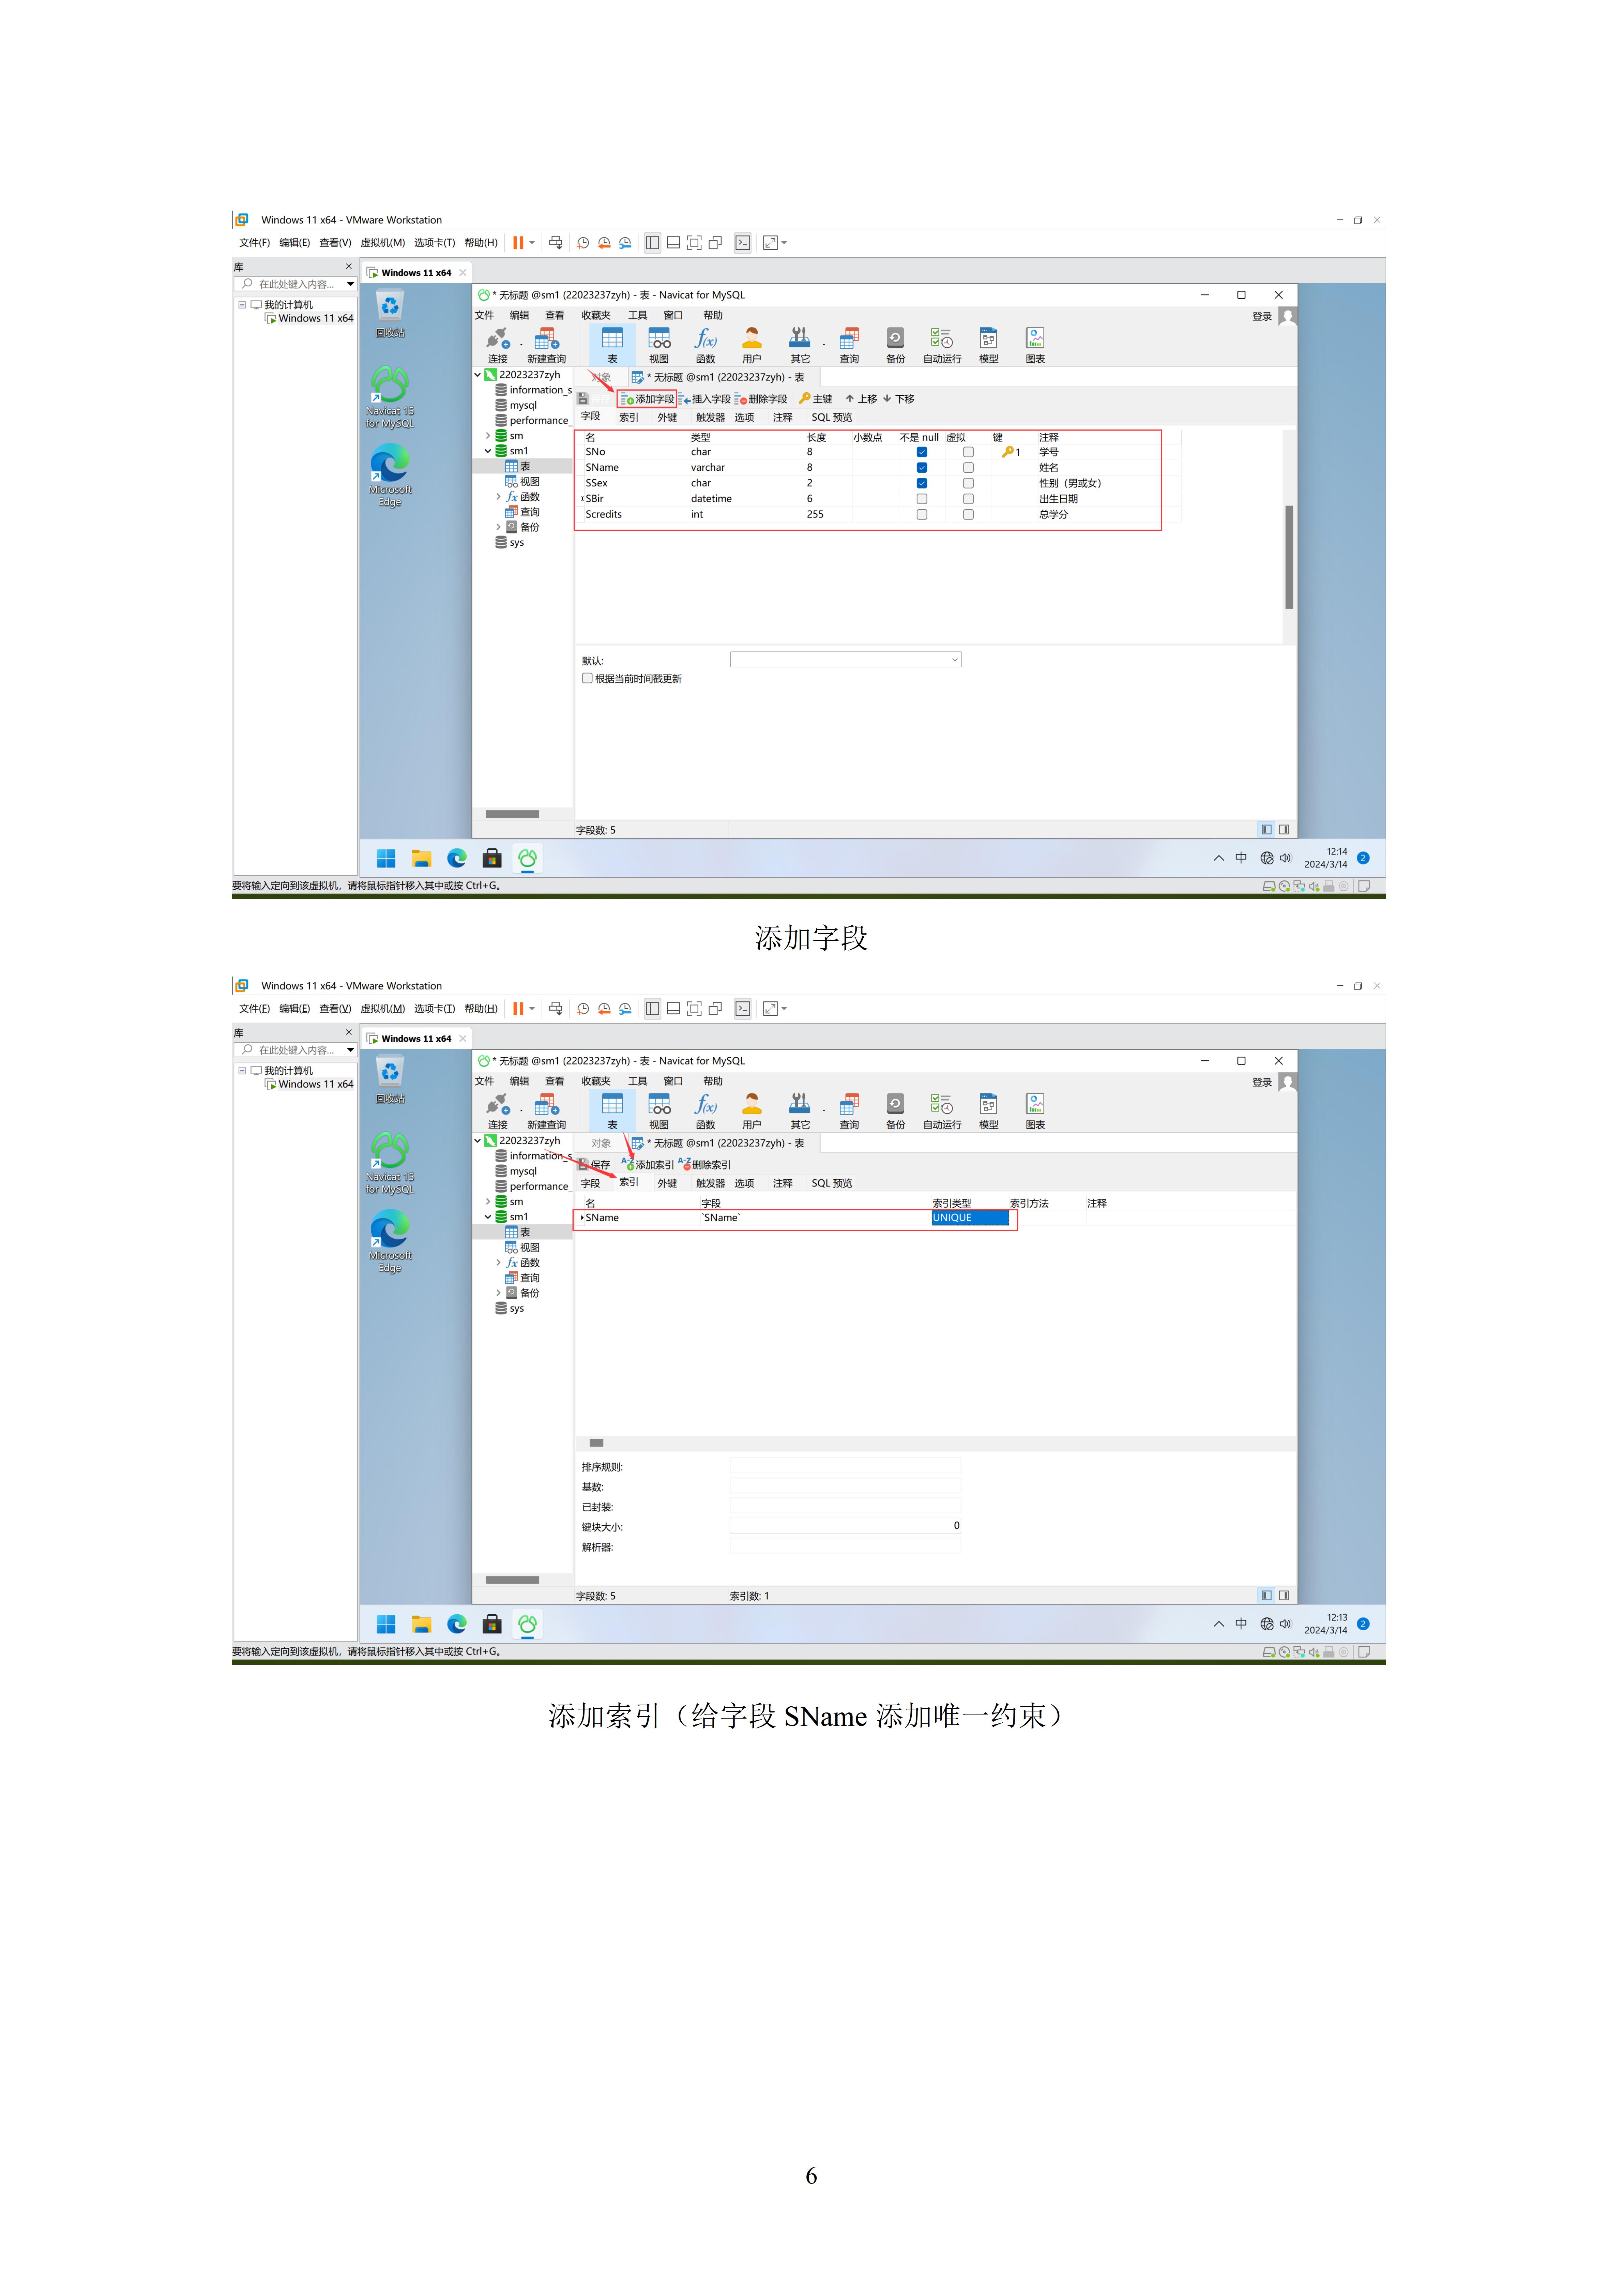 Windows 11 x64 - VMware Workstation
文件(F) 编辑(E) 查看(V) 虚拟机(M) 选项卡(T) 帮助(H)
库
Windows 11 x64
在此处键入内容...
我的计算机
Windows 11 x64
回收站
Navicat 15
for MySQL
Microsoft
Edge
* 无标题 @sm1 (22023237zyh) - 表 - Navicat for MySQL
文件 编辑 查看 收藏夹 工具 窗口 帮助
登录
连接 新建查询 表 视图 函数 用户 其它 查询 备份 自动运行 模型 图表
22023237zyh
information_s
mysql
performance_
sm
sm1
表
视图
函数
查询
备份
sys
对象 * 无标题 @sm1 (22023237zyh) - 表
添加字段 插入字段 删除字段 主键 上移 下移
字段 索引 外键 触发器 选项 注释 SQL 预览
名 类型 长度 小数点 不是 null 虚拟 键 注释
SNo char 8 1 学号
SName varchar 8 姓名
SSex char 2 性别（男或女）
SBir datetime 6 出生日期
Scredits int 255 总学分
默认:
根据当前时间戳更新
字段数: 5
中
12:14
2024/3/14
2
要将输入定向到该虚拟机，请将鼠标指针移入其中或按 Ctrl+G。
添加字段
Windows 11 x64 - VMware Workstation
文件(F) 编辑(E) 查看(V) 虚拟机(M) 选项卡(T) 帮助(H)
库
Windows 11 x64
在此处键入内容...
我的计算机
Windows 11 x64
回收站
Navicat 15
for MySQL
Microsoft
Edge
* 无标题 @sm1 (22023237zyh) - 表 - Navicat for MySQL
文件 编辑 查看 收藏夹 工具 窗口 帮助
登录
连接 新建查询 表 视图 函数 用户 其它 查询 备份 自动运行 模型 图表
22023237zyh
information_s
mysql
performance_
sm
sm1
表
视图
函数
查询
备份
sys
对象 * 无标题 @sm1 (22023237zyh) - 表
保存 添加索引 删除索引
字段 索引 外键 触发器 选项 注释 SQL 预览
名 字段 索引类型 索引方法 注释
SName `SName` UNIQUE
排序规则:
基数:
已封装:
键块大小: 0
解析器:
字段数: 5 索引数: 1
中
12:13
2024/3/14
2
要将输入定向到该虚拟机，请将鼠标指针移入其中或按 Ctrl+G。
添加索引（给字段 SName 添加唯一约束）
6